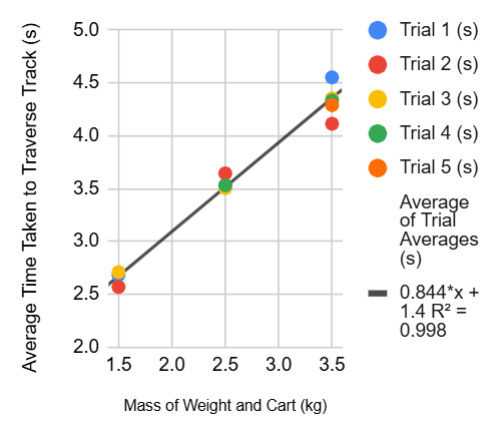 Average Time Taken to Traverse Track (s)
5.0
4.5
4.0
3.5
3.0
2.5
2.0
1.5
2.0
2.5
3.0
3.5
Mass of Weight and Cart (kg)
Trial 1 (s)
Trial 2 (s)
Trial 3 (s)
Trial 4 (s)
Trial 5 (s)
Average
of Trial
Averages
(s)
0.844*x +
1.4 R² =
0.998